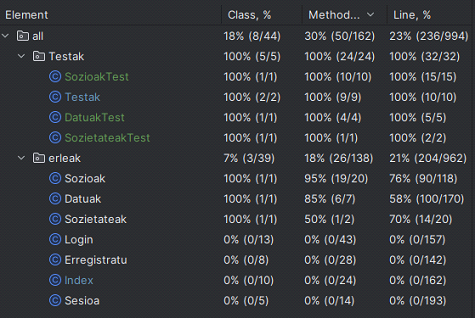 Element Class, % Method... Line, %
all 18% (8/44) 30% (50/162) 23% (236/994)
Testak 100% (5/5) 100% (24/24) 100% (32/32)
SozioakTest 100% (1/1) 100% (10/10) 100% (15/15)
Testak 100% (2/2) 100% (9/9) 100% (10/10)
DatuakTest 100% (1/1) 100% (4/4) 100% (5/5)
SozietateakTest 100% (1/1) 100% (1/1) 100% (2/2)
erleak 7% (3/39) 18% (26/138) 21% (204/962)
Sozioak 100% (1/1) 95% (19/20) 76% (90/118)
Datuak 100% (1/1) 85% (6/7) 58% (100/170)
Sozietateak 100% (1/1) 50% (1/2) 70% (14/20)
Login 0% (0/13) 0% (0/43) 0% (0/157)
Erregistratu 0% (0/8) 0% (0/28) 0% (0/142)
Index 0% (0/10) 0% (0/24) 0% (0/162)
Sesioa 0% (0/5) 0% (0/14) 0% (0/193)